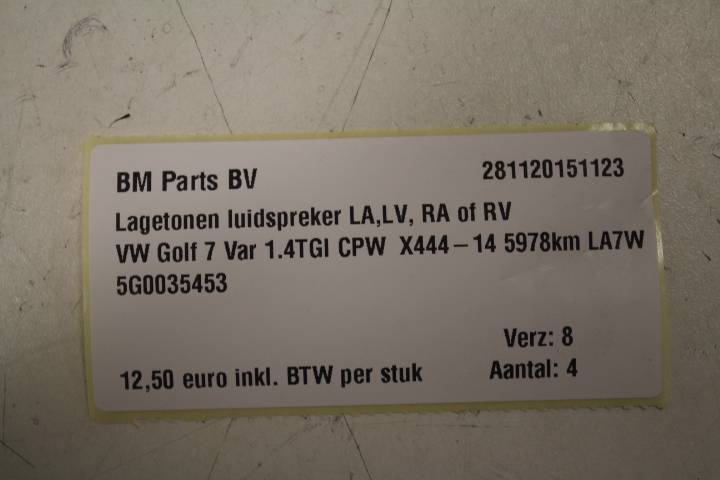 BM Parts BV 281120151123
Lagetonen luidspreker LA,LV, RA of RV
VW Golf 7 Var 1.4TGI CPW X444-14 5978km LA7W
5G0035453
Verz: 8
12,50 euro inkl. BTW per stuk Aantal: 4